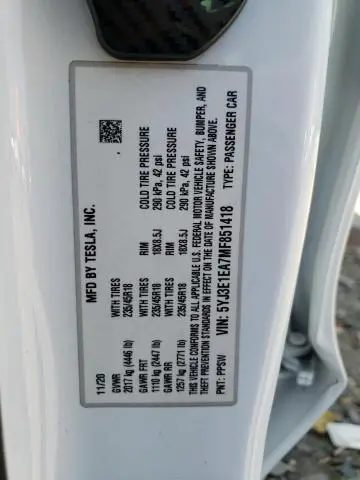 MFD BY TESLA, INC.
11/20
GVWR WITH TIRES RIM COLD TIRE PRESSURE
2017 kg (4446 lb) 235/45R18 18X8.5J 290 kPa, 42 psi
GAWR FRT WITH TIRES RIM COLD TIRE PRESSURE
1110 kg (2447 lb) 235/45R18 18X8.5J 290 kPa, 42 psi
GAWR RR
1257 kg (2771 lb)
THIS VEHICLE CONFORMS TO ALL APPLICABLE U.S. FEDERAL MOTOR VEHICLE SAFETY, BUMPER, AND
THEFT PREVENTION STANDARDS IN EFFECT ON THE DATE OF MANUFACTURE SHOWN ABOVE.
VIN: 5YJ3E1EA7MF851418 TYPE: PASSENGER CAR
PNT: PPSW